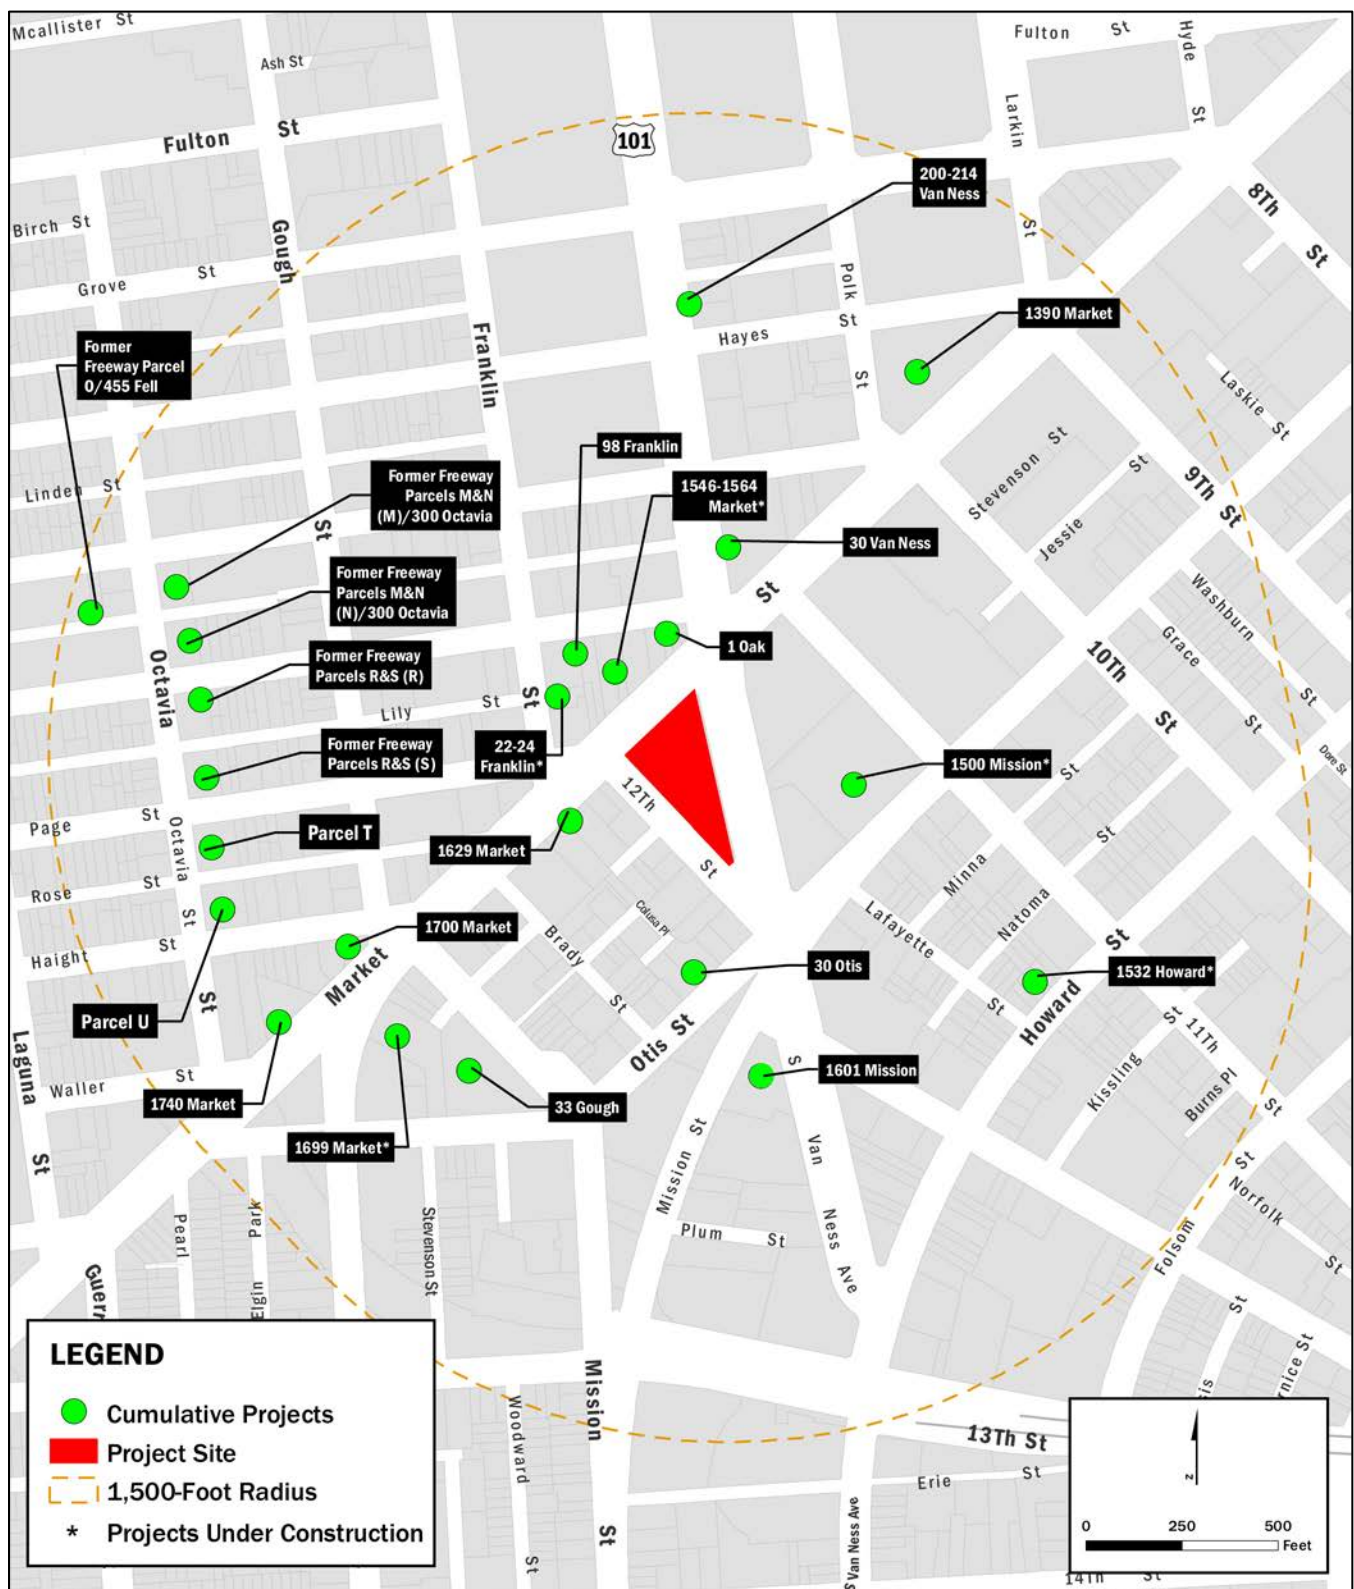 Mcallister St
Ash St
Fulton St
Hyde St
Larkin St
Fulton St
101
200-214
Van Ness
8Th St
Birch St
Gough St
Grove St
Polk St
Hayes St
1390 Market
Franklin St
Former
Freeway Parcel
O/455 Fell
Laskie St
98 Franklin
Stevenson St
Jessie St
9Th St
Linden St
Former Freeway
Parcels M&N
(M)/300 Octavia
1546-1564
Market*
30 Van Ness
Former Freeway
Parcels M&N
(N)/300 Octavia
St
Washburn St
Grace St
1 Oak
10Th St
Octavia St
Former Freeway
Parcels R&S (R)
Lily St
Former Freeway
Parcels R&S (S)
22-24
Franklin*
1500 Mission*
St
Dore St
12Th St
Page St
Octavia St
Parcel T
1629 Market
St
Rose St
Minna
Natoma
Colusa Pl
Lafayette St
Haight St
1700 Market
Brady St
30 Otis
St
1532 Howard*
Market
Parcel U
Otis St
Howard
St
11Th St
Laguna St
Waller St
1740 Market
33 Gough
1601 Mission
Kissling
Burns Pl
1699 Market*
S Van Ness Ave
Mission St
Plum St
St
Norfolk St
Folsom
Pearl
Elgin Park
Stevenson St
Guerr
St
rnice St
sis
LEGEND
Cumulative Projects
Project Site
1,500-Foot Radius
* Projects Under Construction
Mission St
Woodward St
13Th St
Erie St
S Van Ness Ave
z
0 250 500
Feet
14Th St